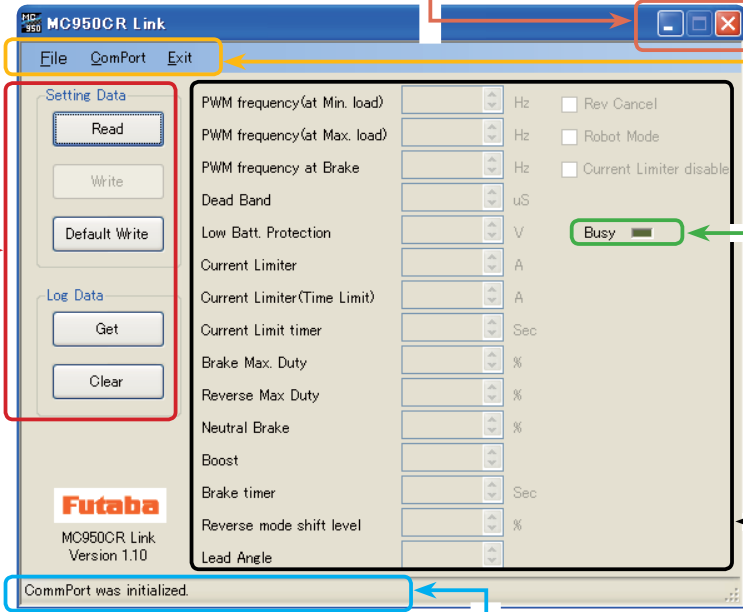 MC950CR Link
File ComPort Exit
Setting Data
Read
Write
Default Write
Log Data
Get
Clear
Futaba
MC950CR Link
Version 1.10
PWM frequency(at Min. load) Hz
PWM frequency(at Max. load) Hz
PWM frequency at Brake Hz
Dead Band uS
Low Batt. Protection V
Current Limiter A
Current Limiter(Time Limit) A
Current Limit timer Sec
Brake Max. Duty %
Reverse Max Duty %
Neutral Brake %
Boost
Brake timer Sec
Reverse mode shift level %
Lead Angle
Rev Cancel
Robot Mode
Current Limiter disable
Busy
CommPort was initialized.